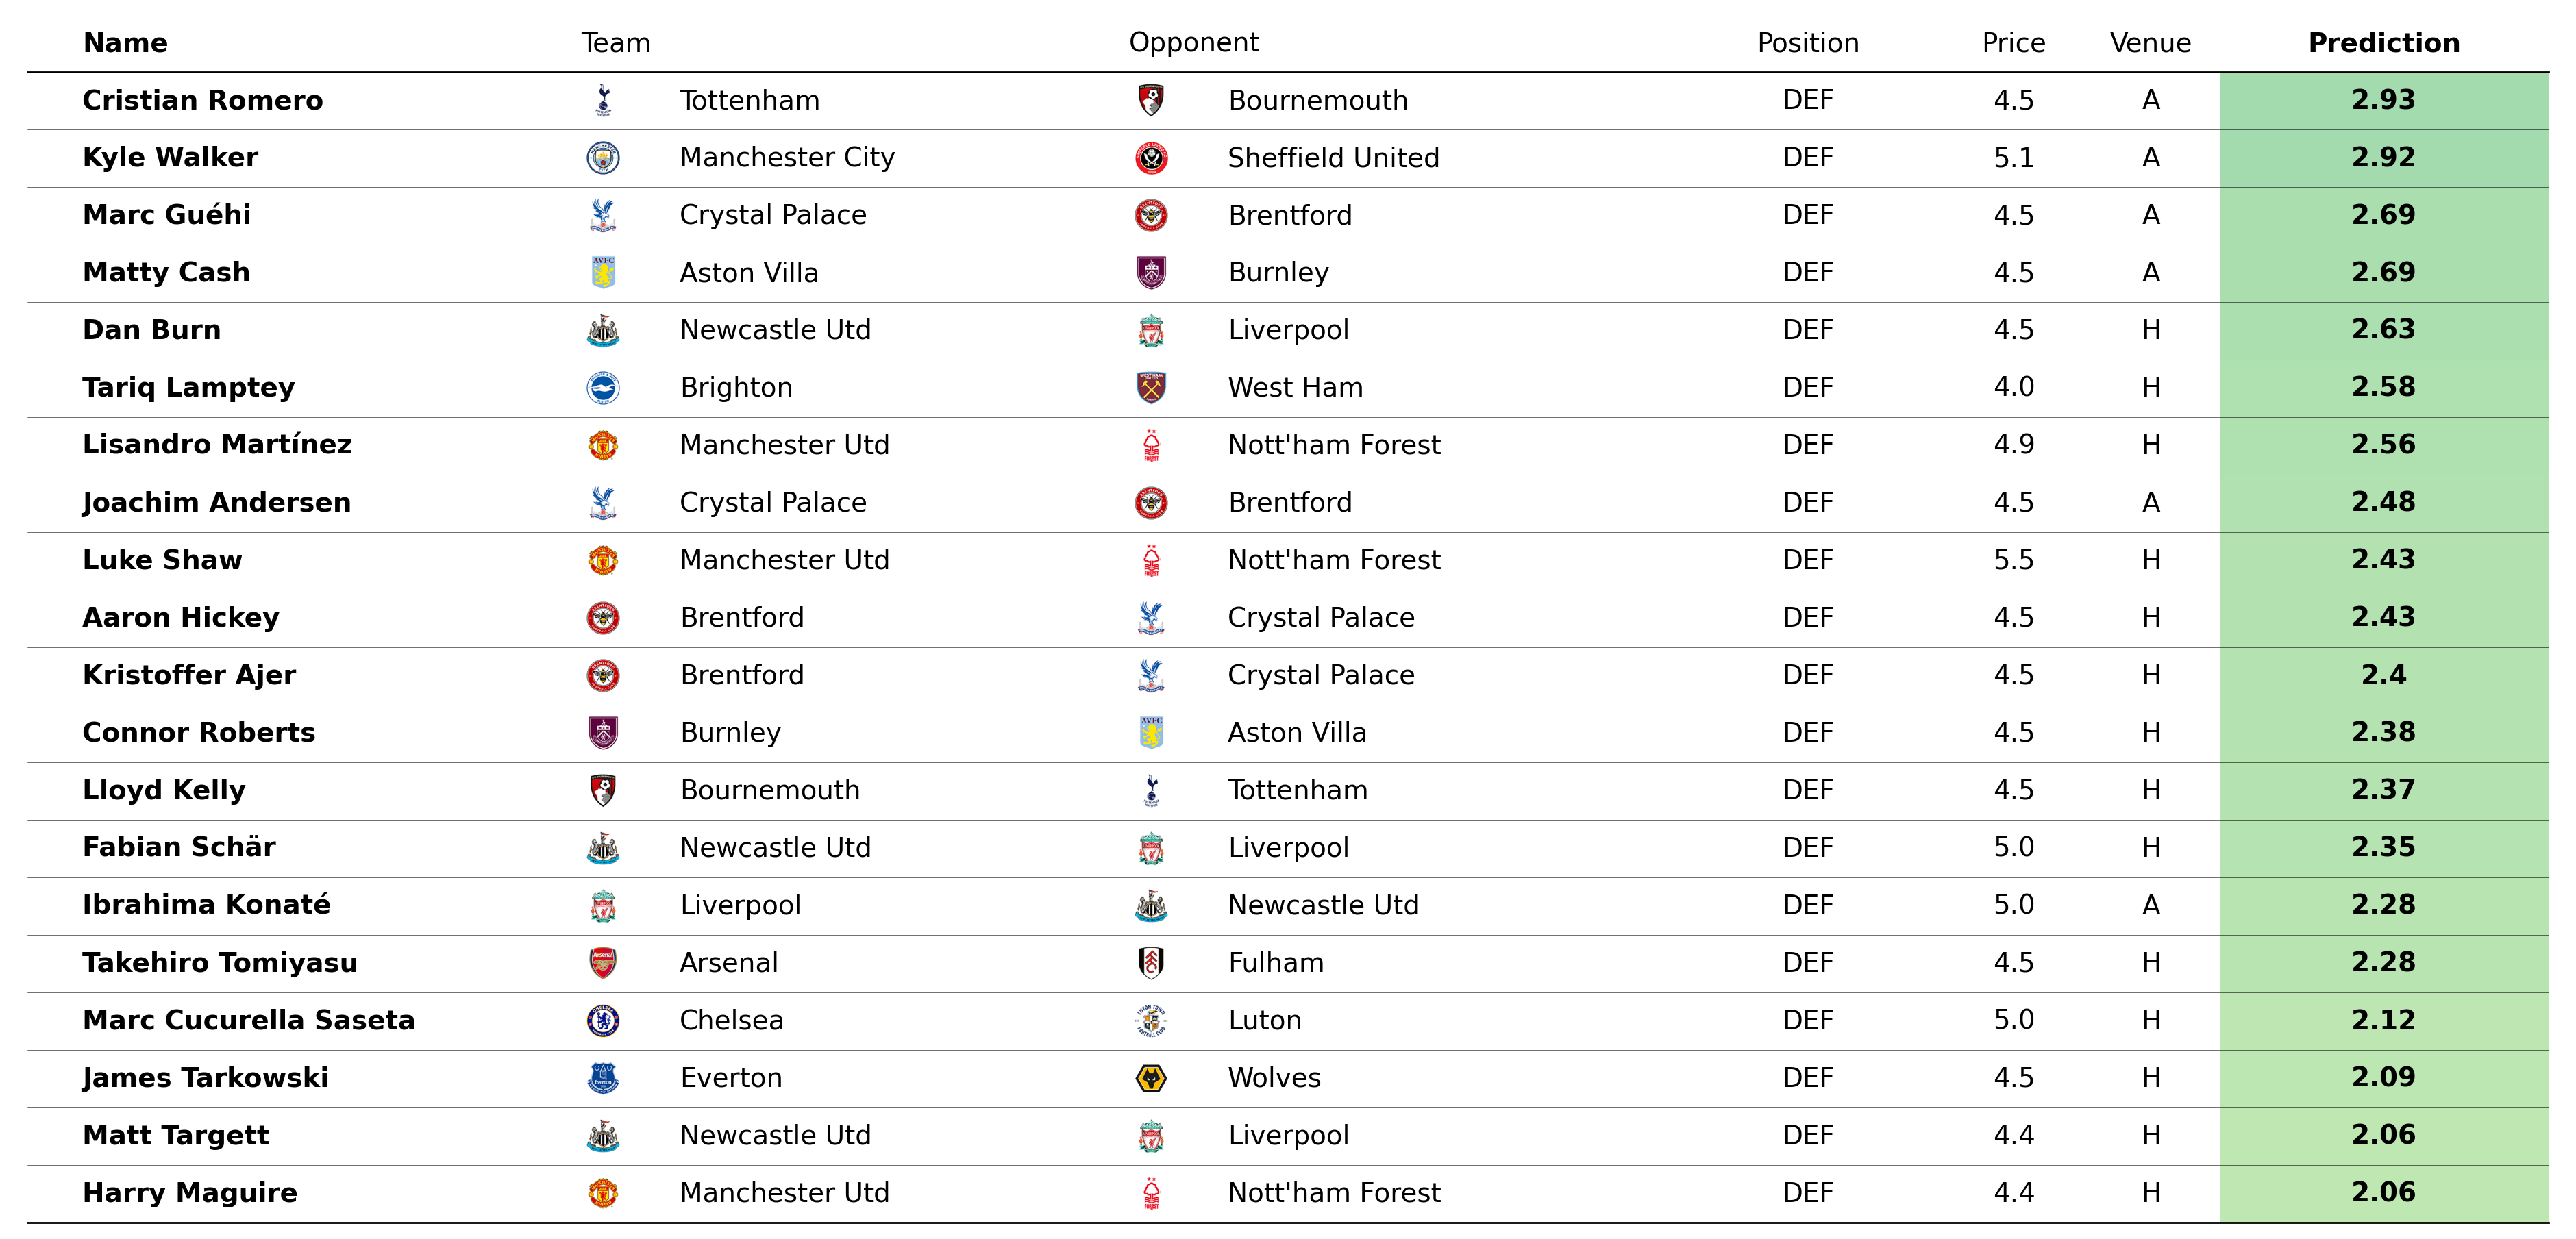 Name Team Opponent Position Price Venue Prediction
Cristian Romero Tottenham Bournemouth DEF 4.5 A 2.93
Kyle Walker Manchester City Sheffield United DEF 5.1 A 2.92
Marc Guéhi Crystal Palace Brentford DEF 4.5 A 2.69
Matty Cash Aston Villa Burnley DEF 4.5 A 2.69
Dan Burn Newcastle Utd Liverpool DEF 4.5 H 2.63
Tariq Lamptey Brighton West Ham DEF 4.0 H 2.58
Lisandro Martínez Manchester Utd Nott'ham Forest DEF 4.9 H 2.56
Joachim Andersen Crystal Palace Brentford DEF 4.5 A 2.48
Luke Shaw Manchester Utd Nott'ham Forest DEF 5.5 H 2.43
Aaron Hickey Brentford Crystal Palace DEF 4.5 H 2.43
Kristoffer Ajer Brentford Crystal Palace DEF 4.5 H 2.4
Connor Roberts Burnley Aston Villa DEF 4.5 H 2.38
Lloyd Kelly Bournemouth Tottenham DEF 4.5 H 2.37
Fabian Schär Newcastle Utd Liverpool DEF 5.0 H 2.35
Ibrahima Konaté Liverpool Newcastle Utd DEF 5.0 A 2.28
Takehiro Tomiyasu Arsenal Fulham DEF 4.5 H 2.28
Marc Cucurella Saseta Chelsea Luton DEF 5.0 H 2.12
James Tarkowski Everton Wolves DEF 4.5 H 2.09
Matt Targett Newcastle Utd Liverpool DEF 4.4 H 2.06
Harry Maguire Manchester Utd Nott'ham Forest DEF 4.4 H 2.06